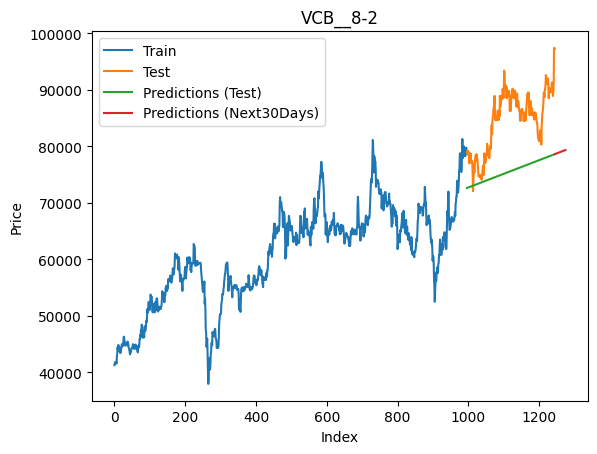 VCB__8-2
Train
Test
Predictions (Test)
Predictions (Next30Days)
100000
90000
80000
70000
60000
50000
40000
Price
0 200 400 600 800 1000 1200
Index